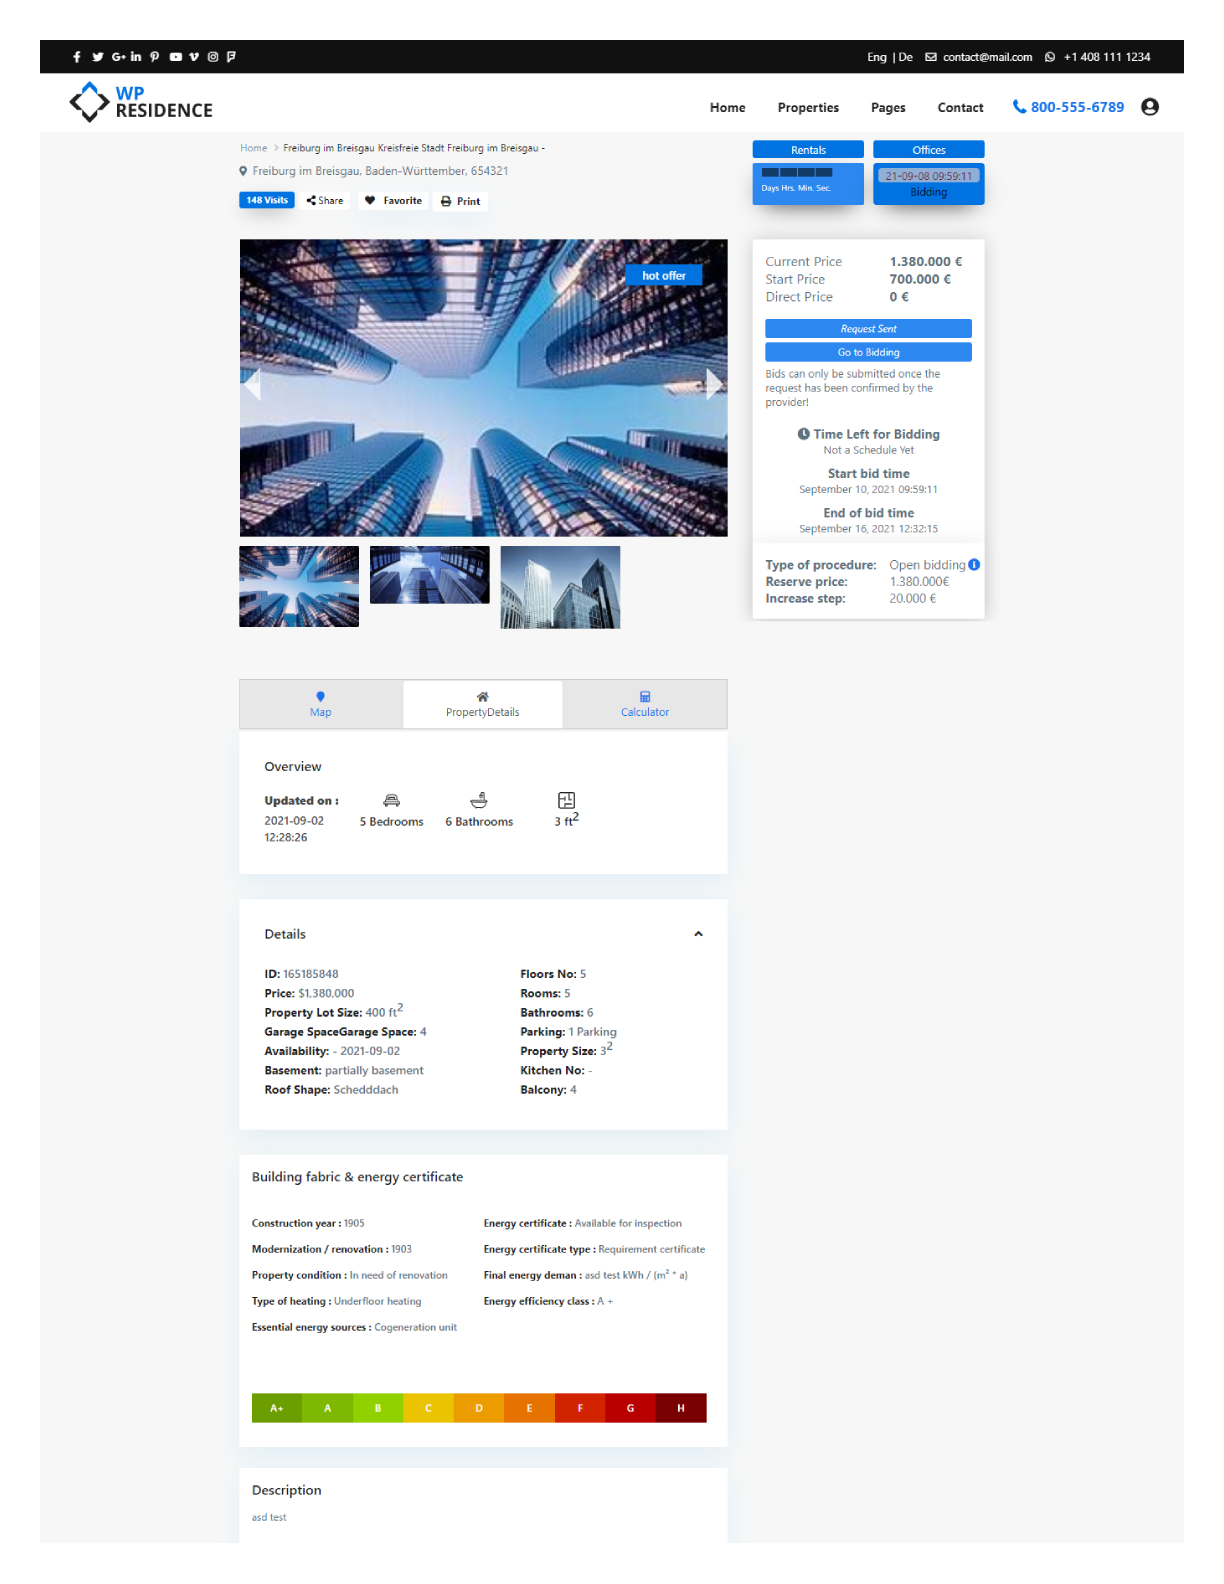 Eng | De contact@mail.com +1 408 111 1234
WP
RESIDENCE
Home Properties Pages Contact 800-555-6789
Home > Freiburg im Breisgau Kreisfreie Stadt Freiburg im Breisgau -
Freiburg im Breisgau, Baden-Württember, 654321
148 Visits Share Favorite Print
Rentals Offices
Days Hrs. Min. Sec.
21-09-08 09:59:11
Bidding
hot offer
Current Price 1.380.000 €
Start Price 700.000 €
Direct Price 0 €
Request Sent
Go to Bidding
Bids can only be submitted once the
request has been confirmed by the
provider!
Time Left for Bidding
Not a Schedule Yet
Start bid time
September 10, 2021 09:59:11
End of bid time
September 16, 2021 12:32:15
Type of procedure: Open bidding
Reserve price: 1.380.000€
Increase step: 20.000 €
Map PropertyDetails Calculator
Overview
Updated on :
2021-09-02
12:28:26
5 Bedrooms 6 Bathrooms 3 ft²
Details
ID: 165185848
Price: $1,380,000
Property Lot Size: 400 ft²
Garage SpaceGarage Space: 4
Availability: - 2021-09-02
Basement: partially basement
Roof Shape: Schedddach
Floors No: 5
Rooms: 5
Bathrooms: 6
Parking: 1 Parking
Property Size: 3²
Kitchen No: -
Balcony: 4
Building fabric & energy certificate
Construction year : 1905
Modernization / renovation : 1903
Property condition : In need of renovation
Type of heating : Underfloor heating
Essential energy sources : Cogeneration unit
Energy certificate : Available for inspection
Energy certificate type : Requirement certificate
Final energy deman : asd test kWh / (m² * a)
Energy efficiency class : A +
A+ A B C D E F G H
Description
asd test